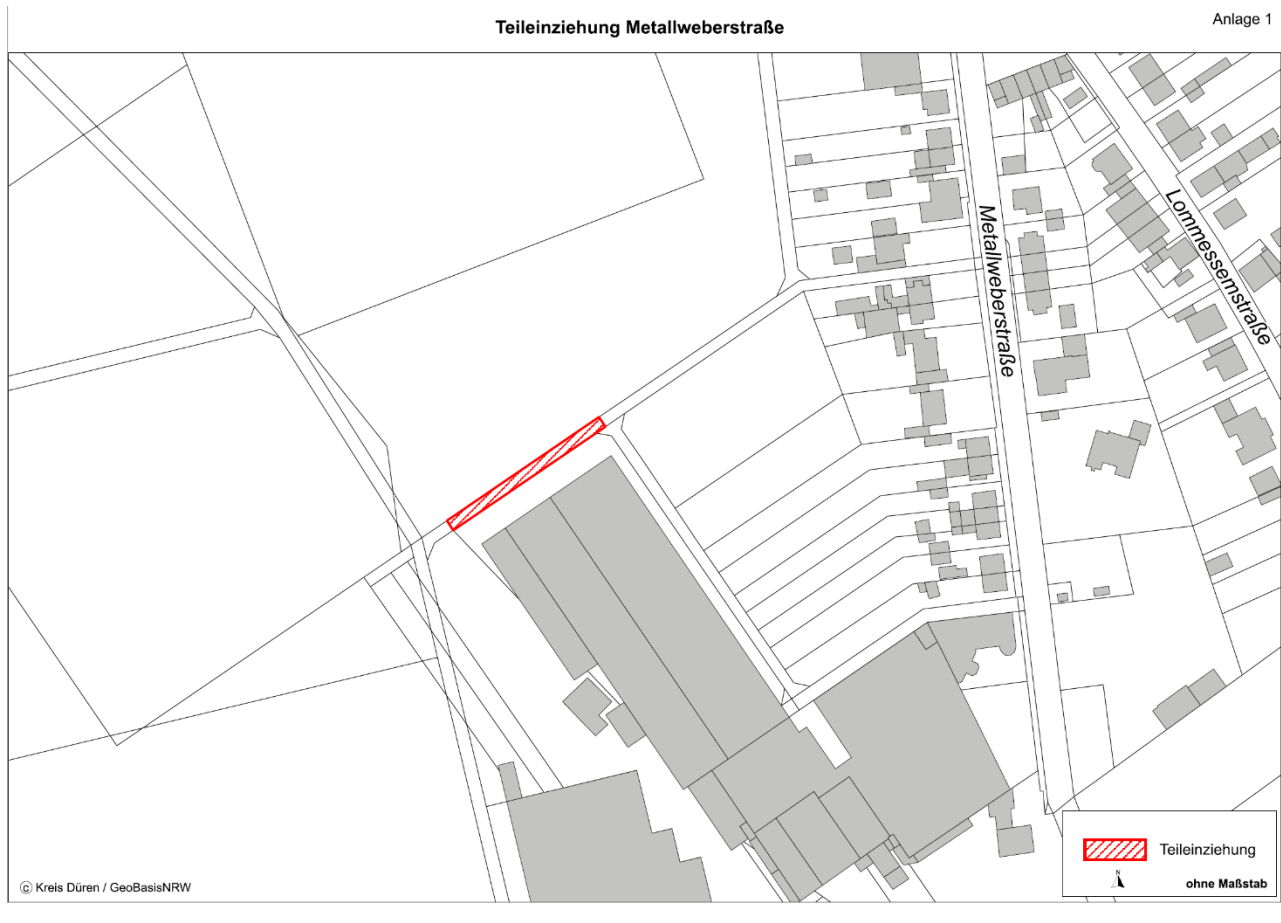 Teileinziehung Metallweberstraße
Anlage 1
Metallweberstraße
Lommessemstraße
Teileinziehung
N
ohne Maßstab
© Kreis Düren / GeoBasisNRW